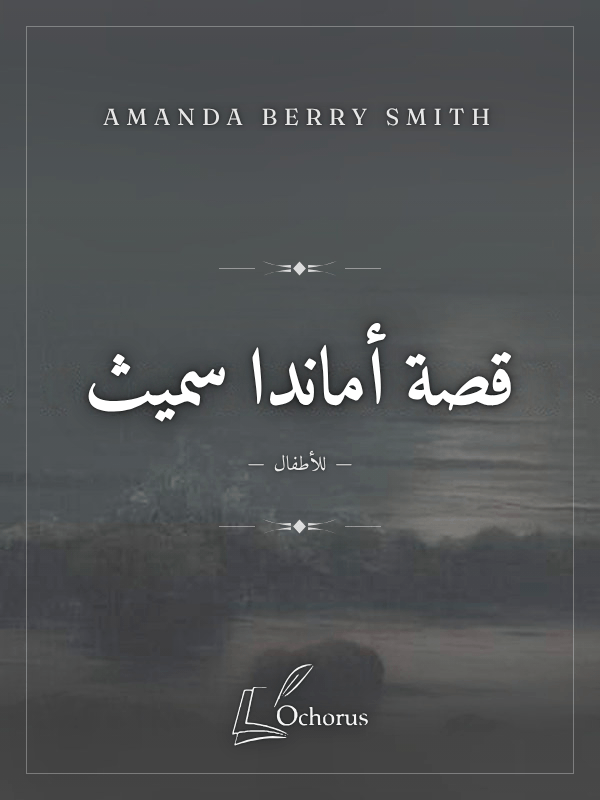 AMANDA BERRY SMITH
قصة أماندا سميث
— للأطفال —
Ochorus